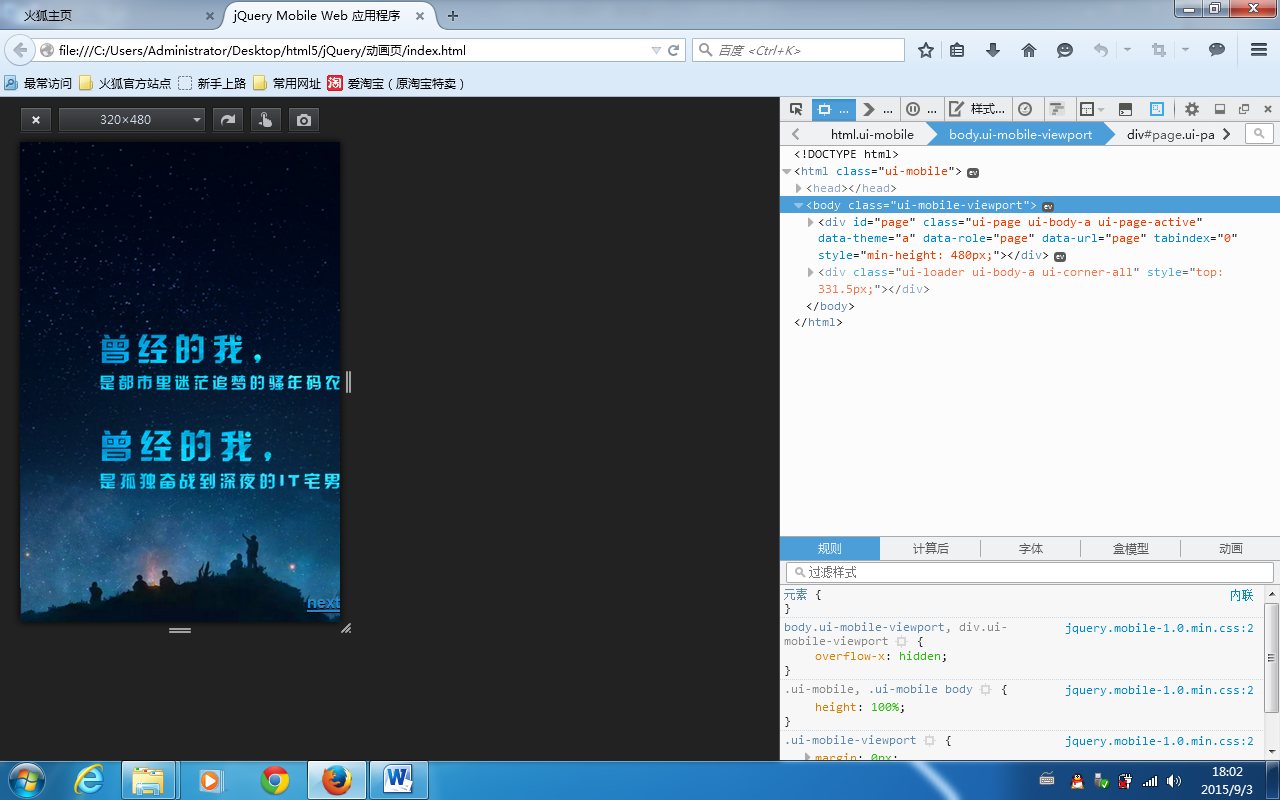 火狐主页
jQuery Mobile Web 应用程序
file:///C:/Users/Administrator/Desktop/html5/jQuery/动画页/index.html
百度 <Ctrl+K>
最常访问 火狐官方站点 新手上路 常用网址 淘 爱淘宝（原淘宝特卖）
320×480
曾经的我，
是都市里迷茫追梦的骚年码农
曾经的我，
是孤独奋战到深夜的IT宅男
next
... ... ... 样式...
html.ui-mobile body.ui-mobile-viewport div#page.ui-pa
<!DOCTYPE html>
<html class="ui-mobile"> ev
<head></head>
<body class="ui-mobile-viewport"> ev
<div id="page" class="ui-page ui-body-a ui-page-active"
data-theme="a" data-role="page" data-url="page" tabindex="0"
style="min-height: 480px;"></div> ev
<div class="ui-loader ui-body-a ui-corner-all" style="top:
331.5px;"></div>
</body>
</html>
规则 计算后 字体 盒模型 动画
过滤样式
元素 { 内联
}
body.ui-mobile-viewport, div.ui- jquery.mobile-1.0.min.css:2
mobile-viewport {
overflow-x: hidden;
}
.ui-mobile, .ui-mobile body { jquery.mobile-1.0.min.css:2
height: 100%;
}
.ui-mobile-viewport { jquery.mobile-1.0.min.css:2
margin: 0px;
18:02
2015/9/3